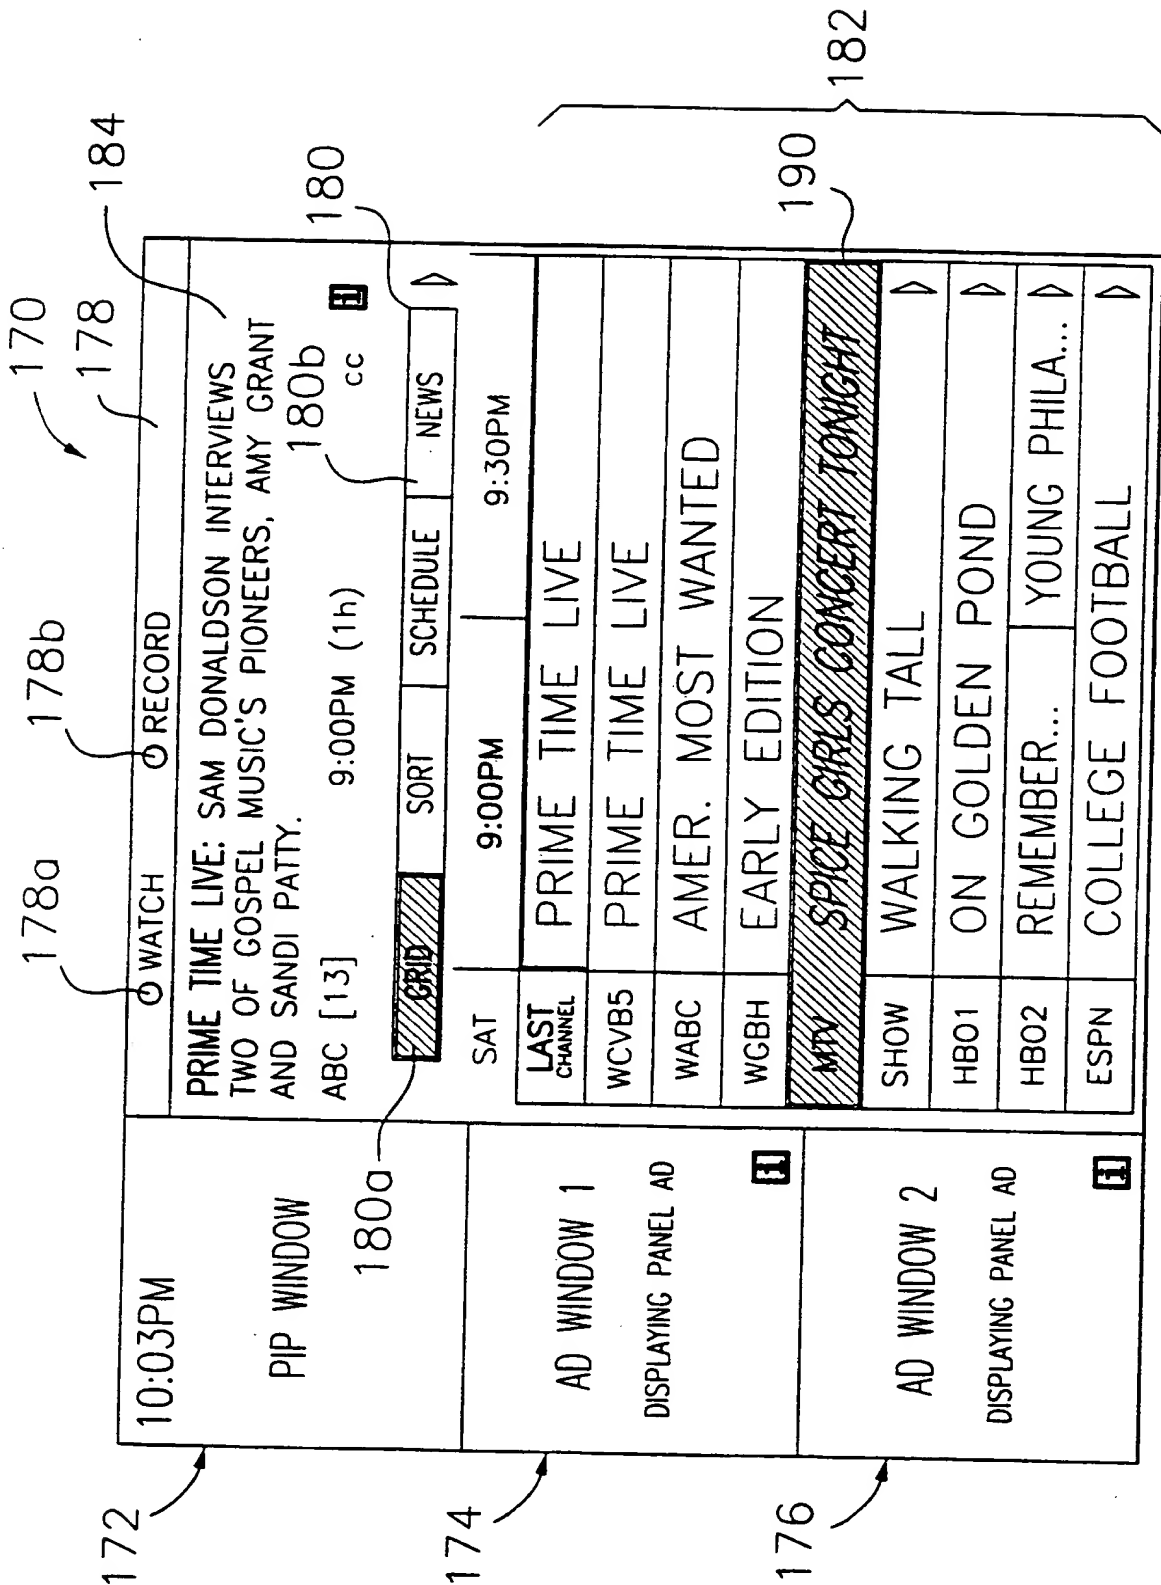 170
178
178a
178b
184
WATCH RECORD
10:03PM
PIP WINDOW
172
PRIME TIME LIVE: SAM DONALDSON INTERVIEWS
TWO OF GOSPEL MUSIC'S PIONEERS, AMY GRANT
AND SANDI PATTY.
ABC [13] 9:00PM (1h) CC i
180a
180b
180
GRID SORT SCHEDULE NEWS
SAT 9:00PM 9:30PM
174
AD WINDOW 1
DISPLAYING PANEL AD
i
176
AD WINDOW 2
DISPLAYING PANEL AD
i
LAST CHANNEL PRIME TIME LIVE
WCVB5 PRIME TIME LIVE
WABC AMER. MOST WANTED
WGBH EARLY EDITION
MTV SPICE GIRLS CONCERT TONIGHT
190
182
SHOW WALKING TALL
HBO1 ON GOLDEN POND
HBO2 REMEMBER... YOUNG PHILA...
ESPN COLLEGE FOOTBALL